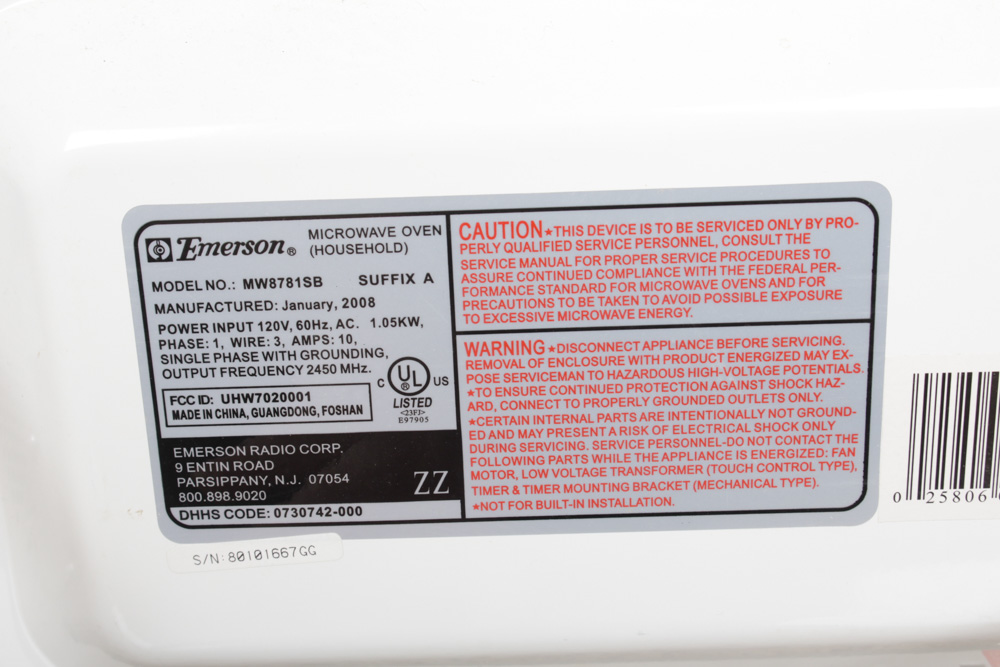 Emerson®
MICROWAVE OVEN
(HOUSEHOLD)
MODEL NO.: MW8781SB SUFFIX A
MANUFACTURED: January, 2008
POWER INPUT 120V, 60Hz, AC. 1.05KW,
PHASE: 1, WIRE: 3, AMPS: 10,
SINGLE PHASE WITH GROUNDING,
OUTPUT FREQUENCY 2450 MHz.
C UL® US
LISTED
<23FJ>
E97905
FCC ID: UHW7020001
MADE IN CHINA, GUANGDONG, FOSHAN
EMERSON RADIO CORP.
9 ENTIN ROAD
PARSIPPANY, N.J. 07054
800.898.9020
ZZ
DHHS CODE: 0730742-000
CAUTION★THIS DEVICE IS TO BE SERVICED ONLY BY PRO-
PERLY QUALIFIED SERVICE PERSONNEL, CONSULT THE
SERVICE MANUAL FOR PROPER SERVICE PROCEDURES TO
ASSURE CONTINUED COMPLIANCE WITH THE FEDERAL PER-
FORMANCE STANDARD FOR MICROWAVE OVENS AND FOR
PRECAUTIONS TO BE TAKEN TO AVOID POSSIBLE EXPOSURE
TO EXCESSIVE MICROWAVE ENERGY.
WARNING★DISCONNECT APPLIANCE BEFORE SERVICING.
REMOVAL OF ENCLOSURE WITH PRODUCT ENERGIZED MAY EX-
POSE SERVICEMAN TO HAZARDOUS HIGH-VOLTAGE POTENTIALS.
★TO ENSURE CONTINUED PROTECTION AGAINST SHOCK HAZ-
ARD, CONNECT TO PROPERLY GROUNDED OUTLETS ONLY.
★CERTAIN INTERNAL PARTS ARE INTENTIONALLY NOT GROUND-
ED AND MAY PRESENT A RISK OF ELECTRICAL SHOCK ONLY
DURING SERVICING. SERVICE PERSONNEL-DO NOT CONTACT THE
FOLLOWING PARTS WHILE THE APPLIANCE IS ENERGIZED: FAN
MOTOR, LOW VOLTAGE TRANSFORMER (TOUCH CONTROL TYPE),
TIMER & TIMER MOUNTING BRACKET (MECHANICAL TYPE).
★NOT FOR BUILT-IN INSTALLATION.
S/N:80101667GG
0 25806